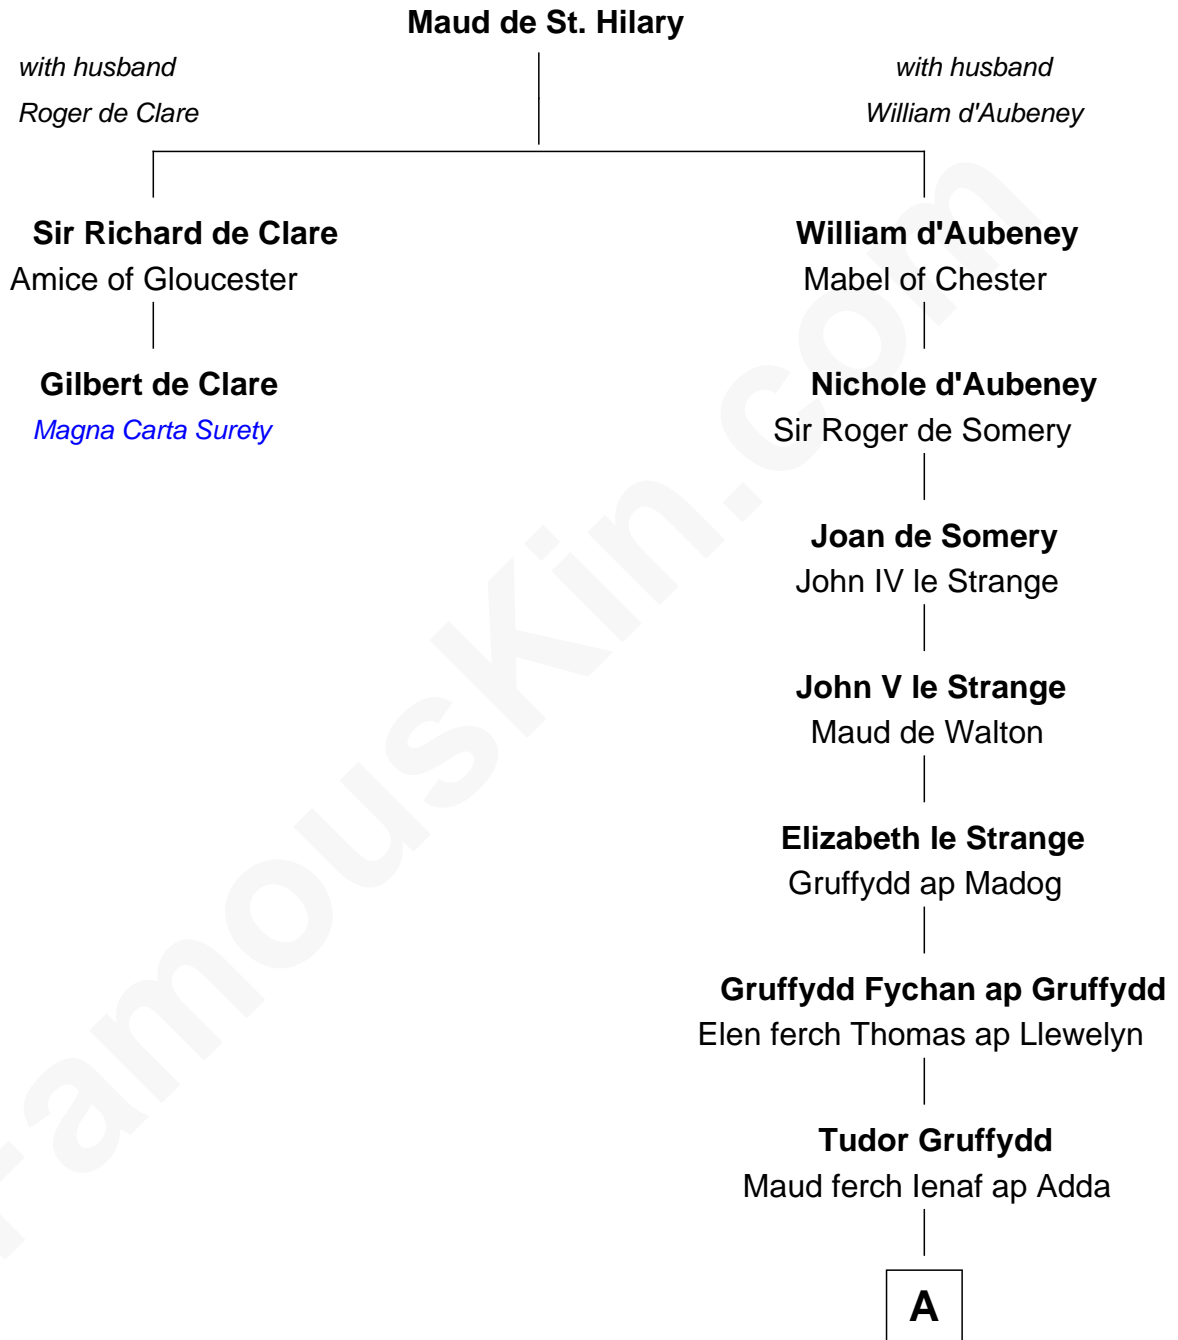 Maud de St. Hilary
with husband
Roger de Clare
with husband
William d'Aubeney
Sir Richard de Clare
Amice of Gloucester
Gilbert de Clare
Magna Carta Surety
William d'Aubeney
Mabel of Chester
Nichole d'Aubeney
Sir Roger de Somery
Joan de Somery
John IV le Strange
John V le Strange
Maud de Walton
Elizabeth le Strange
Gruffydd ap Madog
Gruffydd Fychan ap Gruffydd
Elen ferch Thomas ap Llewelyn
Tudor Gruffydd
Maud ferch Ienaf ap Adda
A
FamousKin.com